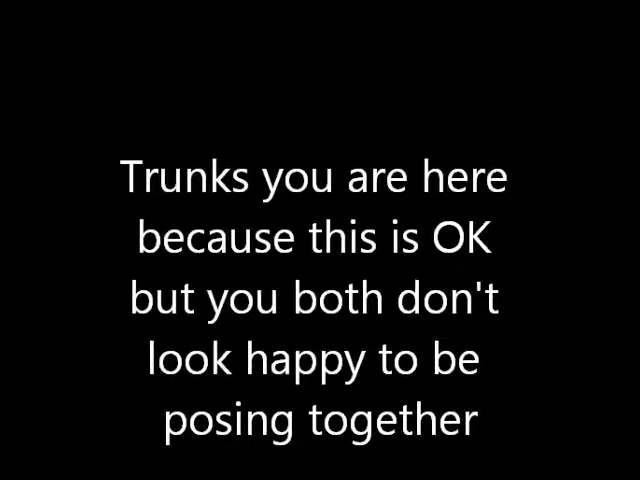 Trunks you are here
because this is OK
but you both don't
look happy to be
posing together